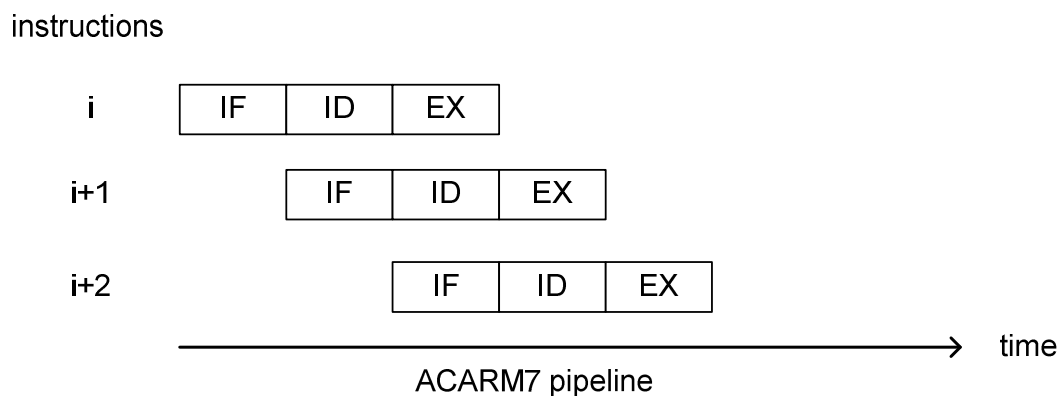 instructions
i IF ID EX
i+1 IF ID EX
i+2 IF ID EX
time
ACARM7 pipeline